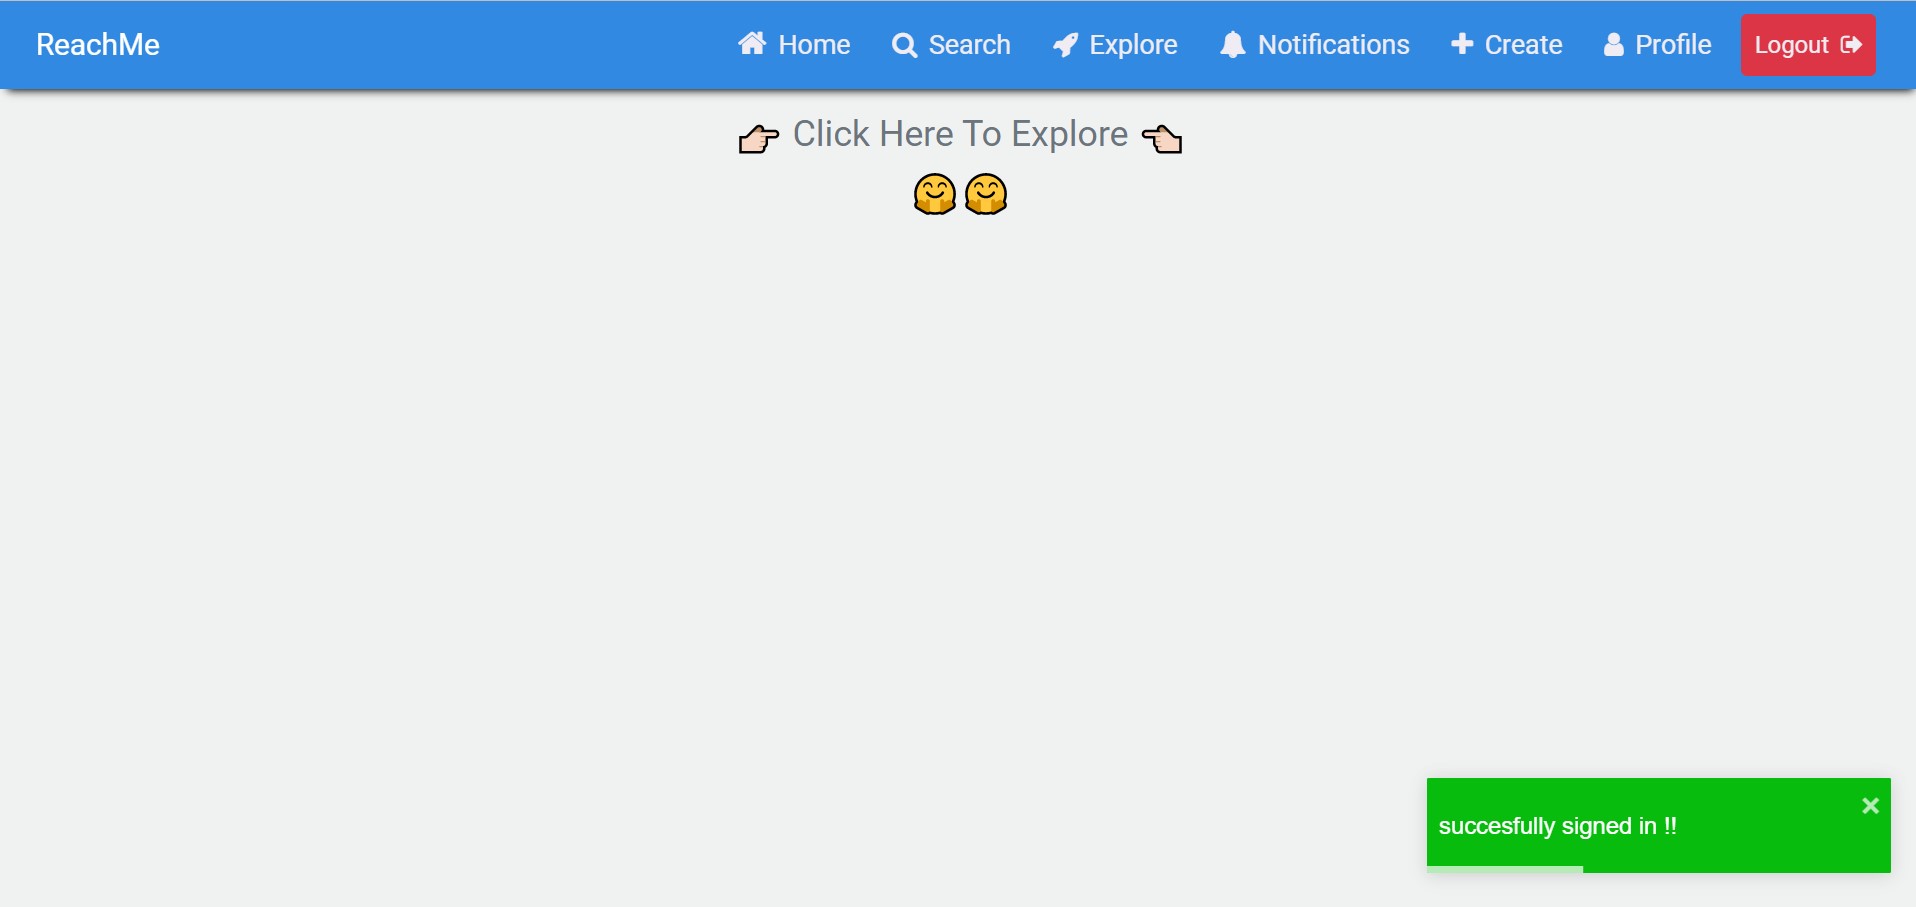 ReachMe Home Search Explore Notifications Create Profile Logout
👉🏻 Click Here To Explore 👈🏻
🤗🤗
succesfully signed in !!